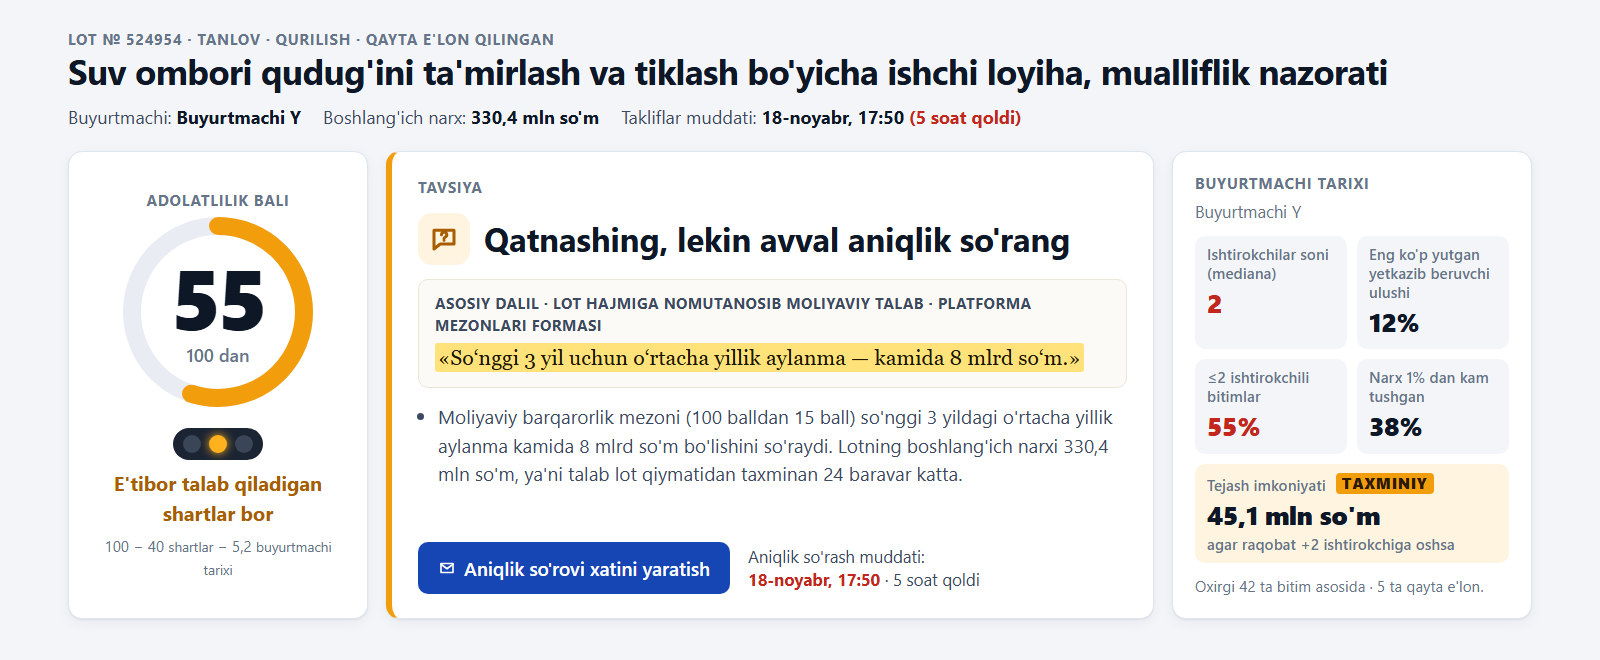 LOT № 524954 · TANLOV · QURILISH · QAYTA E'LON QILINGAN
Suv ombori qudug'ini ta'mirlash va tiklash bo'yicha ishchi loyiha, mualliflik nazorati
Buyurtmachi: Buyurtmachi Y Boshlang'ich narx: 330,4 mln so'm Takliflar muddati: 18-noyabr, 17:50 (5 soat qoldi)
ADOLATLILIK BALI
55
100 dan
E'tibor talab qiladigan
shartlar bor
100 − 40 shartlar − 5,2 buyurtmachi
tarixi
TAVSIYA
Qatnashing, lekin avval aniqlik so'rang
ASOSIY DALIL · LOT HAJMIGA NOMUTANOSIB MOLIYAVIY TALAB · PLATFORMA
MEZONLARI FORMASI
«So‘nggi 3 yil uchun o‘rtacha yillik aylanma — kamida 8 mlrd so‘m.»
• Moliyaviy barqarorlik mezoni (100 balldan 15 ball) so'nggi 3 yildagi o'rtacha yillik
aylanma kamida 8 mlrd so'm bo'lishini so'raydi. Lotning boshlang'ich narxi 330,4
mln so'm, ya'ni talab lot qiymatidan taxminan 24 baravar katta.
Aniqlik so'rovi xatini yaratish
Aniqlik so'rash muddati:
18-noyabr, 17:50 · 5 soat qoldi
BUYURTMACHI TARIXI
Buyurtmachi Y
Ishtirokchilar soni
(mediana)
2
Eng ko'p yutgan
yetkazib beruvchi
ulushi
12%
≤2 ishtirokchili
bitimlar
55%
Narx 1% dan kam
tushgan
38%
Tejash imkoniyati TAXMINIY
45,1 mln so'm
agar raqobat +2 ishtirokchiga oshsa
Oxirgi 42 ta bitim asosida · 5 ta qayta e'lon.